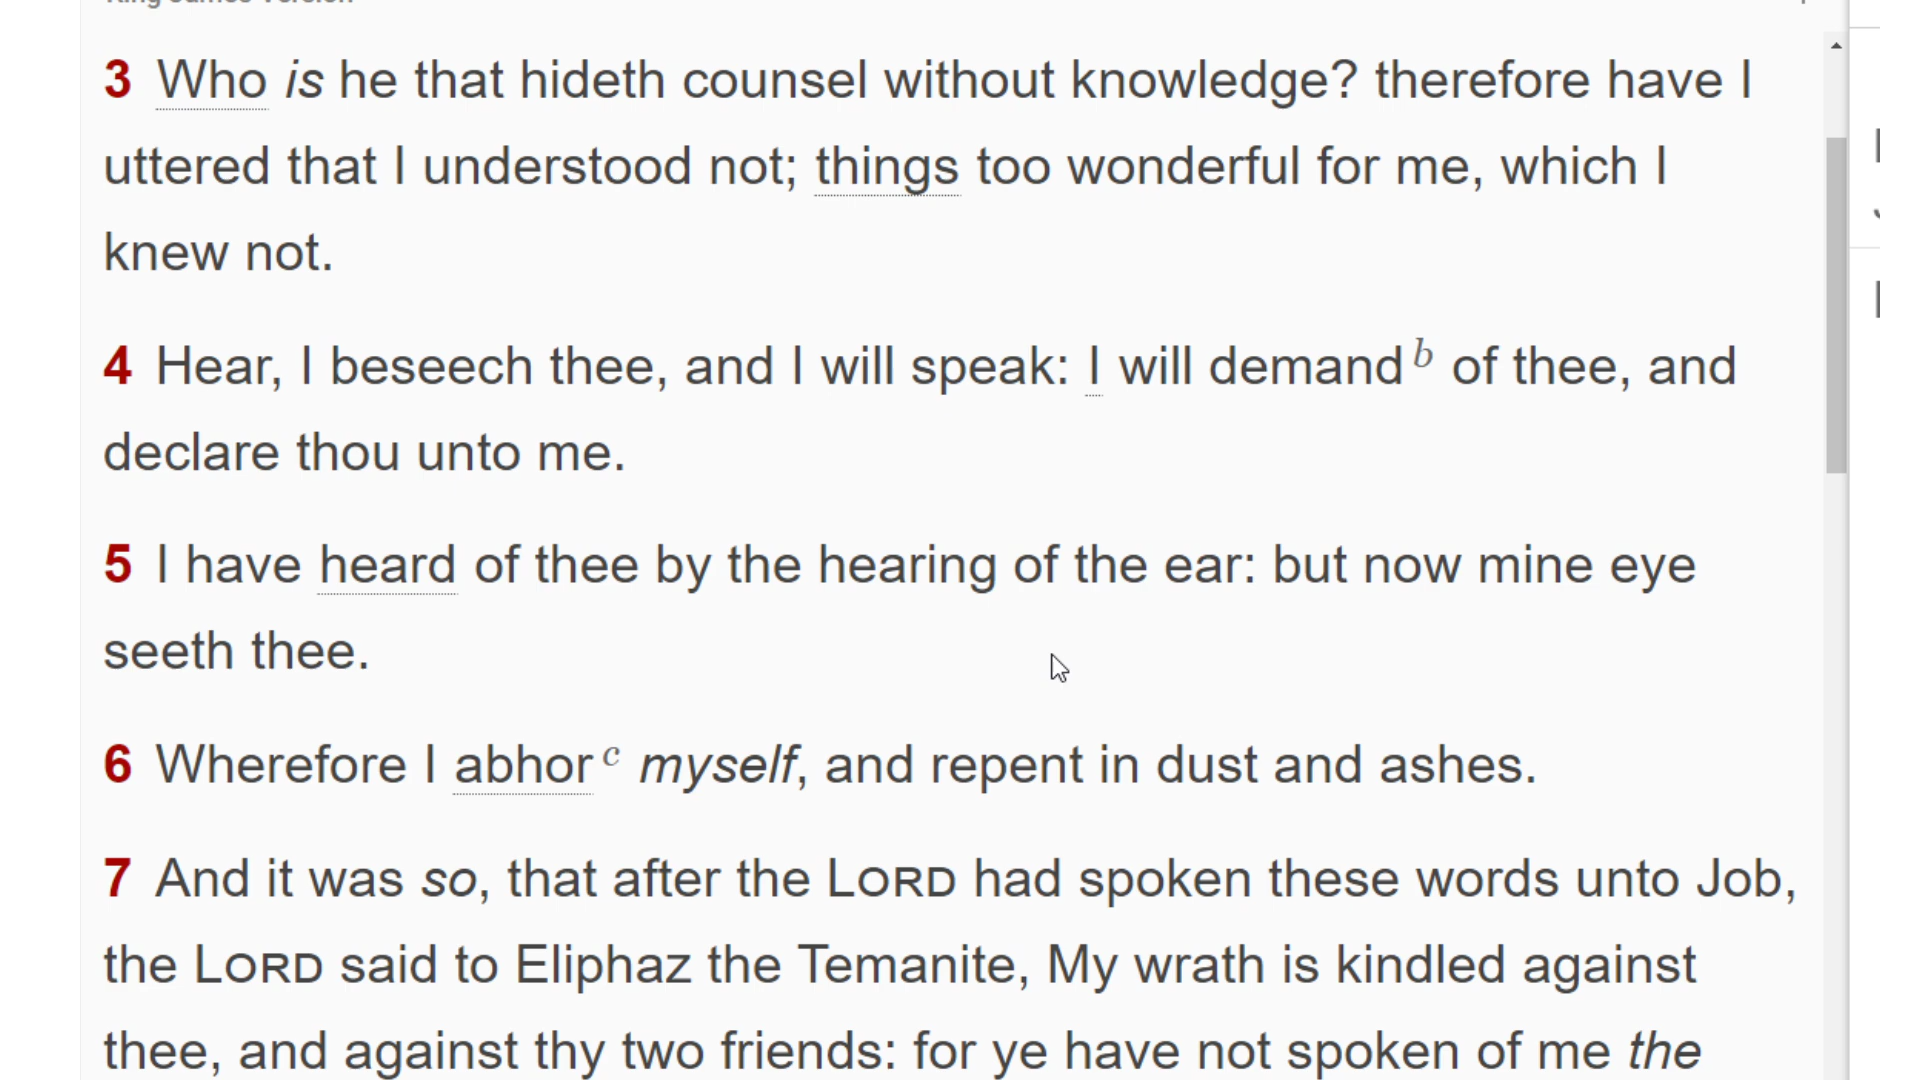 King James Version
3 Who is he that hideth counsel without knowledge? therefore have I
uttered that I understood not; things too wonderful for me, which I
knew not.
4 Hear, I beseech thee, and I will speak: I will demand b of thee, and
declare thou unto me.
5 I have heard of thee by the hearing of the ear: but now mine eye
seeth thee.
6 Wherefore I abhor c myself, and repent in dust and ashes.
7 And it was so, that after the LORD had spoken these words unto Job,
the LORD said to Eliphaz the Temanite, My wrath is kindled against
thee, and against thy two friends: for ye have not spoken of me the